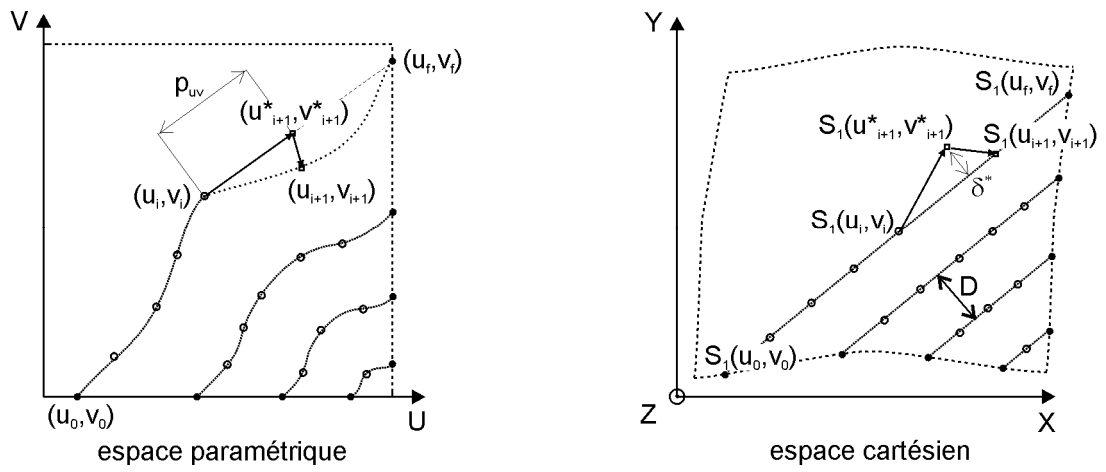 V
(u_f,v_f)
p_uv
(u*_i+1,v*_i+1)
(u_i,v_i)
(u_i+1,v_i+1)
(u_0,v_0)
U
espace paramétrique
Y
S_1(u_f,v_f)
S_1(u*_i+1,v*_i+1)
S_1(u_i+1,v_i+1)
δ*
S_1(u_i,v_i)
D
S_1(u_0,v_0)
Z
X
espace cartésien